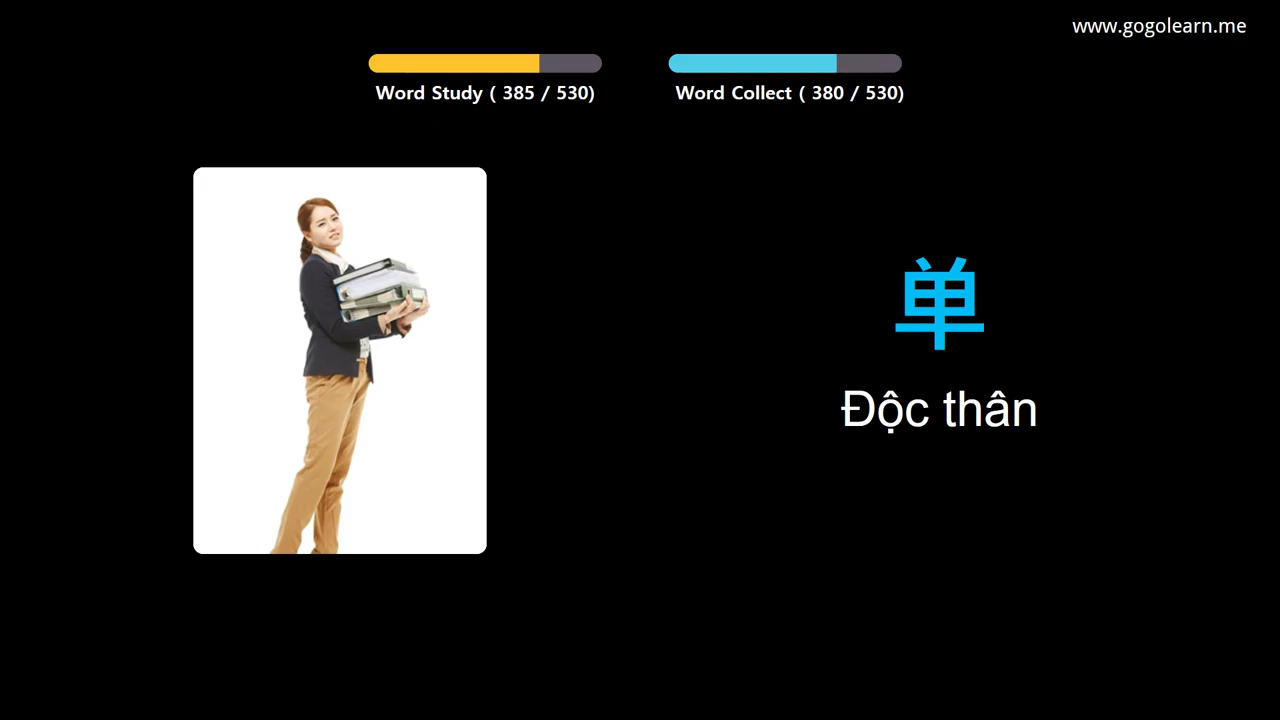 www.gogolearn.me
Word Study ( 385 / 530)
Word Collect ( 380 / 530)
单
Độc thân